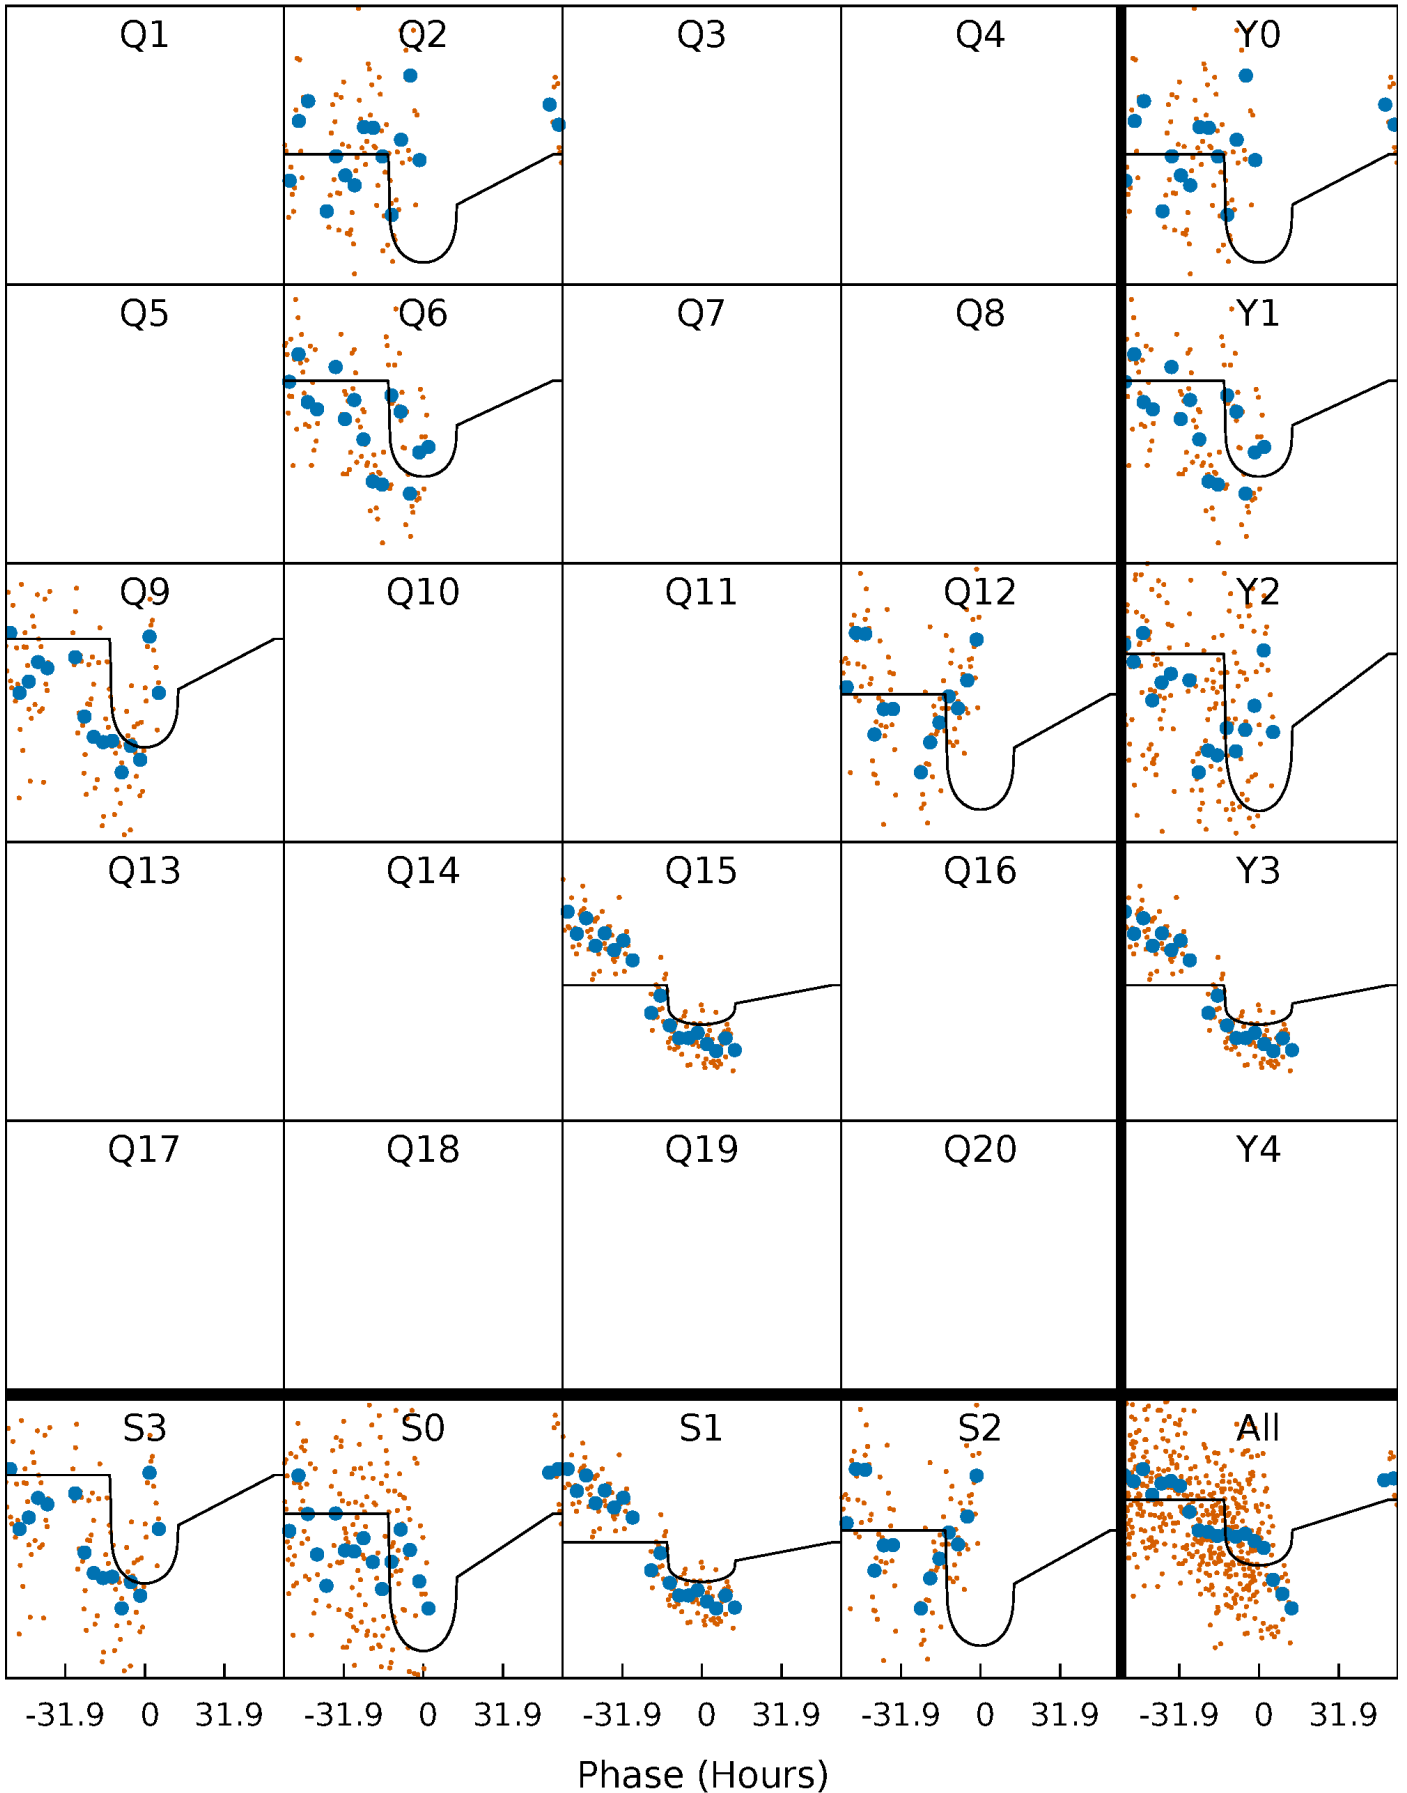 Q1 Q2 Q3 Q4 Y0
Q5 Q6 Q7 Q8 Y1
Q9 Q10 Q11 Q12 Y2
Q13 Q14 Q15 Q16 Y3
Q17 Q18 Q19 Q20 Y4
S3 S0 S1 S2 All
-31.9 0 31.9 -31.9 0 31.9 -31.9 0 31.9 -31.9 0 31.9 -31.9 0 31.9
Phase (Hours)